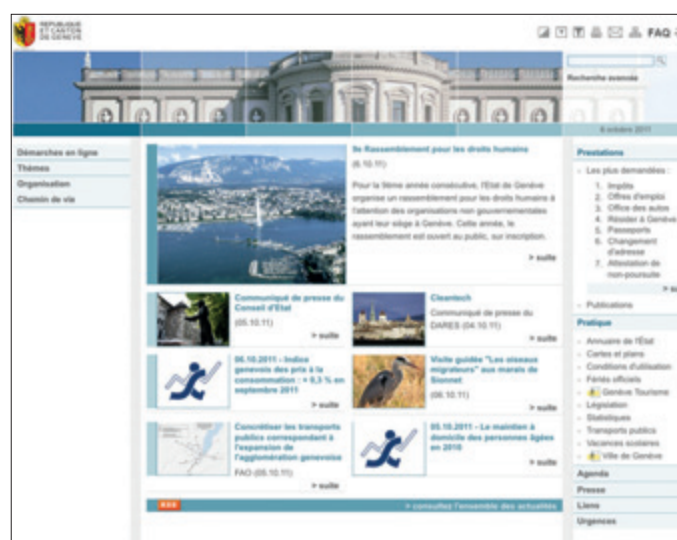 REPUBLIQUE
ET CANTON
DE GENEVE
FAQ
Recherche avancée
6 octobre 2011
Démarches en ligne
Thèmes
Organisation
Chemin de vie
9e Rassemblement pour les droits humains
(6.10.11)
Pour la 9ème année consécutive, l'Etat de Genève
organise un rassemblement pour les droits humains à
l'attention des organisations non gouvernementales
ayant leur siège à Genève. Cette année, le
rassemblement est ouvert au public, sur inscription.
> suite
Communiqué de presse du
Conseil d'Etat
(05.10.11)
> suite
Cleantech
Communiqué de presse du
DARES (04.10.11)
> suite
06.10.2011 - Indice
genevois des prix à la
consommation : + 0,3 % en
septembre 2011
> suite
Visite guidée "Les oiseaux
migrateurs" aux marais de
Sionnet
(06.10.11)
> suite
Concrétiser les transports
publics correspondant à
l'expansion de
l'agglomération genevoise
FAO (05.10.11)
> suite
05.10.2011 - Le maintien à
domicile des personnes âgées
en 2010
> suite
RSS
> consultez l'ensemble des actualités
Prestations
Les plus demandées :
1. Impôts
2. Offres d'emploi
3. Office des autos
4. Résider à Genève
5. Passeports
6. Changement
d'adresse
7. Attestation de
non-poursuite
> su
Publications
Pratique
Annuaire de l'État
Cartes et plans
Conditions d'utilisation
Fériés officiels
Genève Tourisme
Législation
Statistiques
Transports publics
Vacances scolaires
Ville de Genève
Agenda
Presse
Liens
Urgences